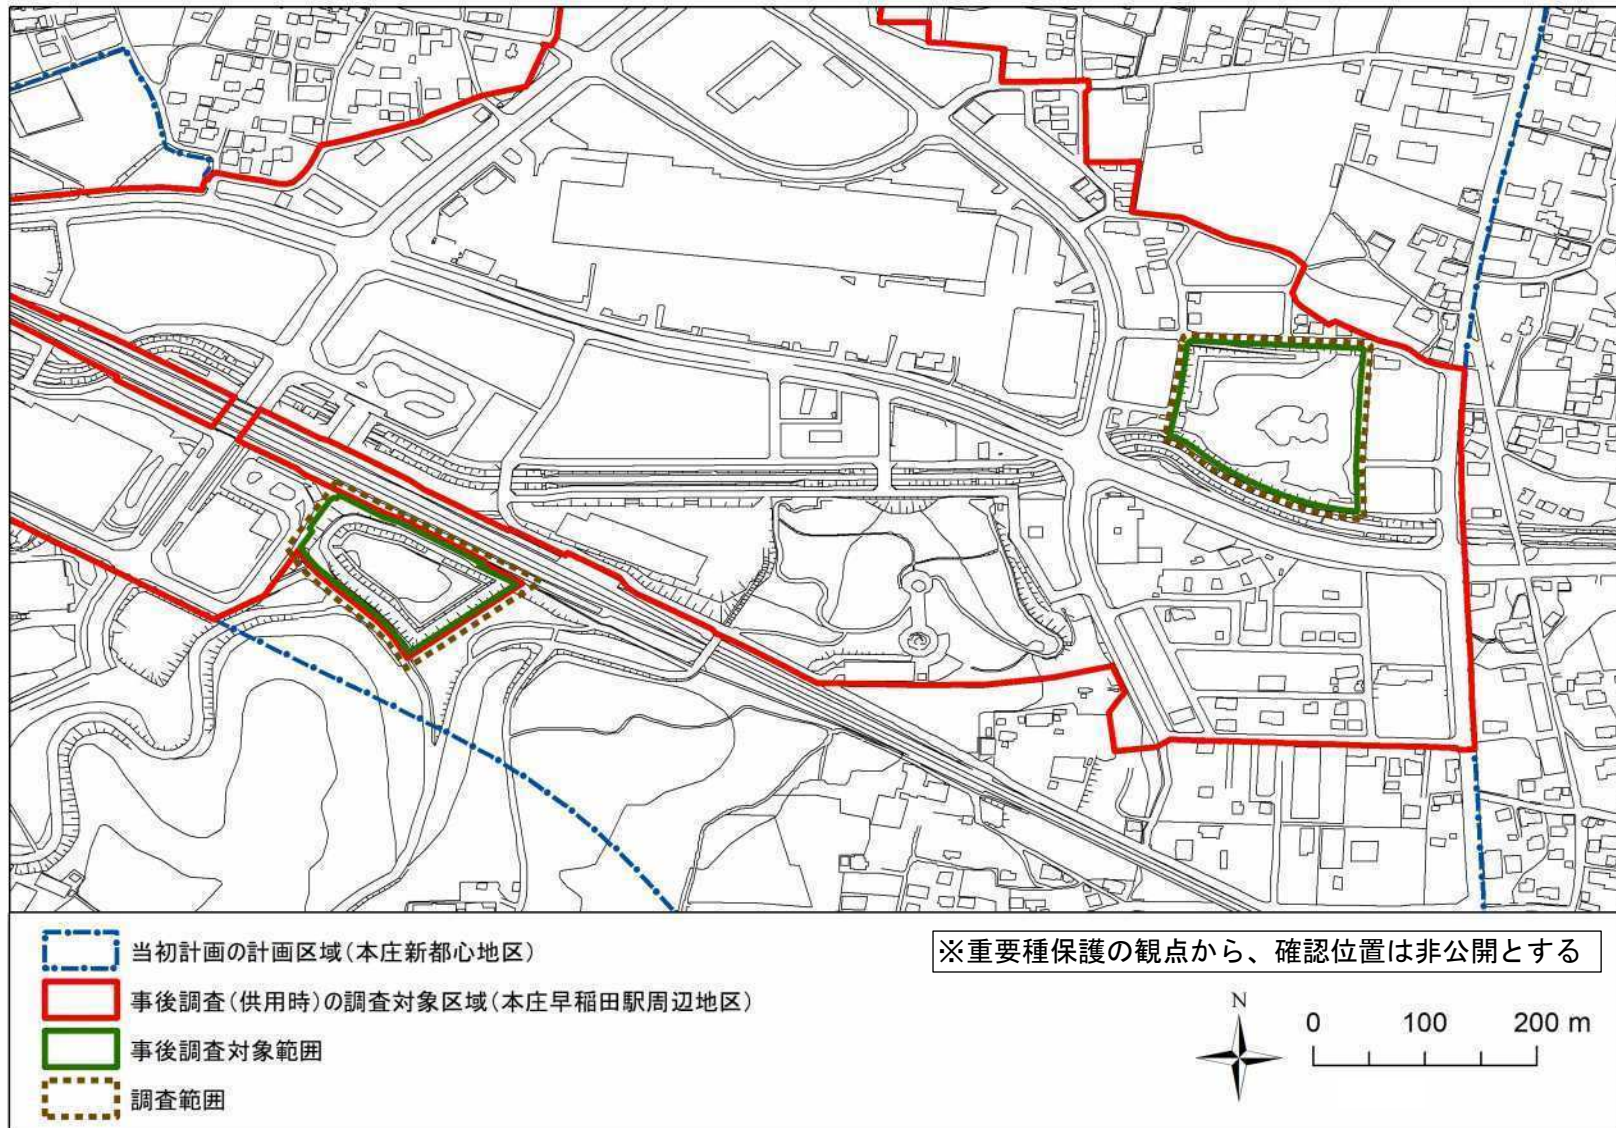 当初計画の計画区域(本庄新都心地区)
事後調査(供用時)の調査対象区域(本庄早稲田駅周辺地区)
事後調査対象範囲
調査範囲
※重要種保護の観点から、確認位置は非公開とする
N
0 100 200 m